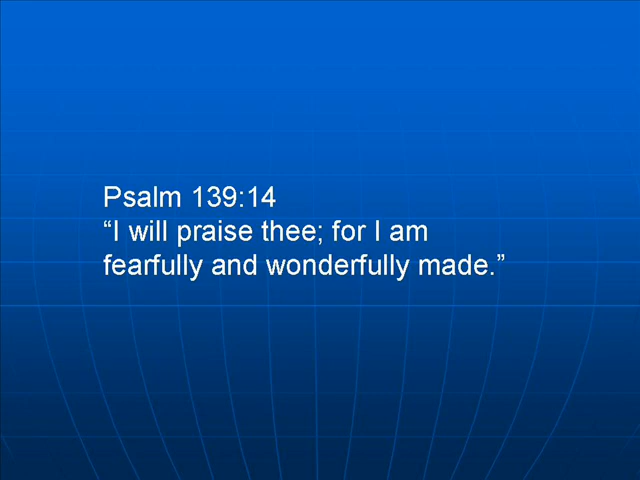 Psalm 139:14
“I will praise thee; for I am
fearfully and wonderfully made.”